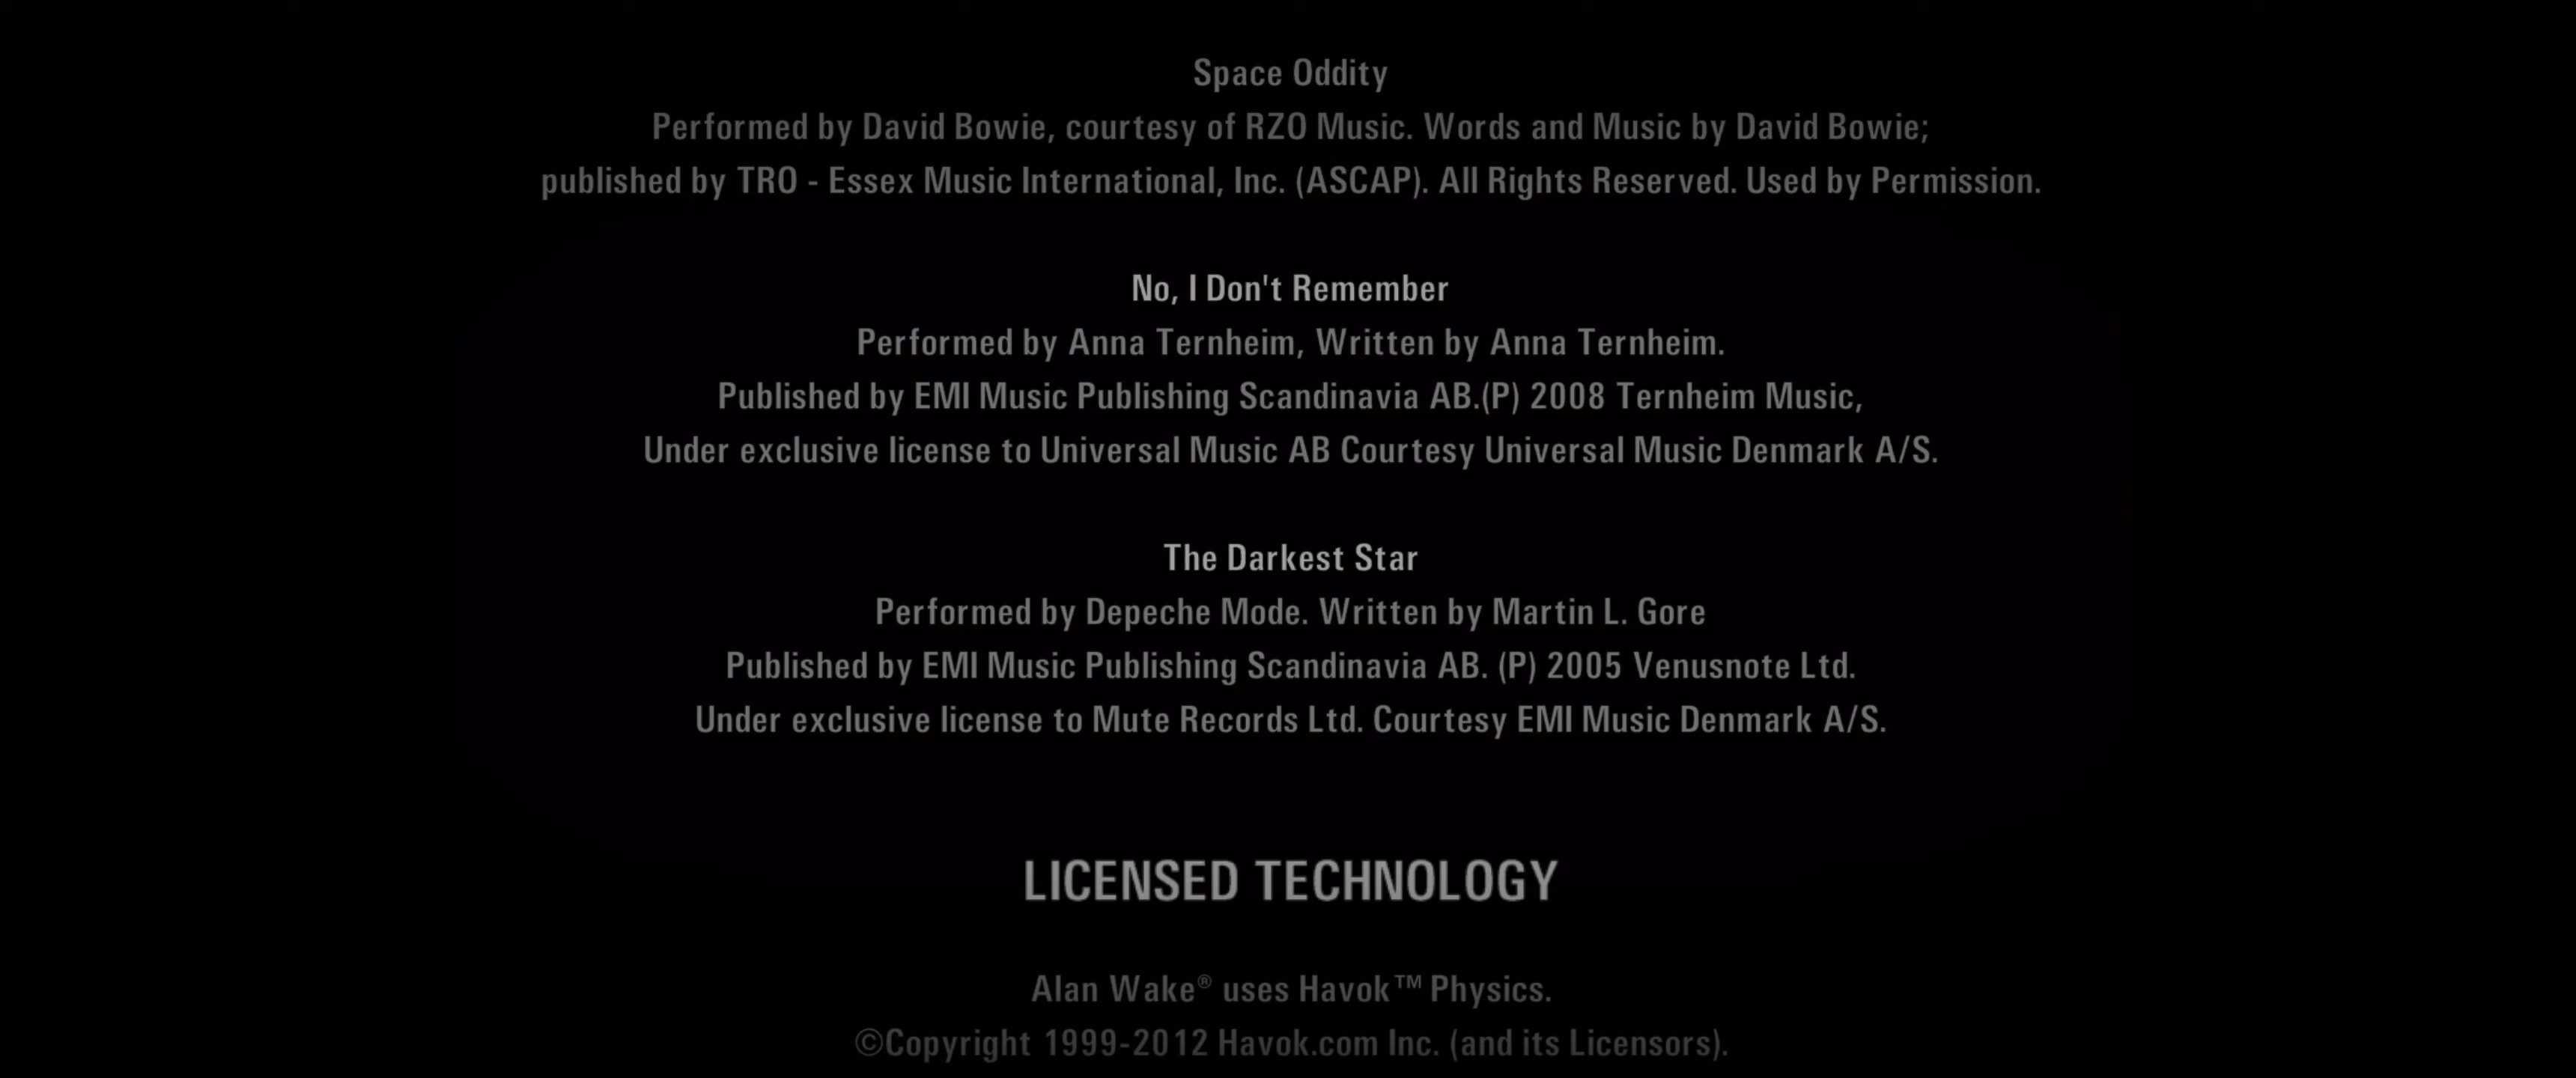 Space Oddity
Performed by David Bowie, courtesy of RZO Music. Words and Music by David Bowie;
published by TRO - Essex Music International, Inc. (ASCAP). All Rights Reserved. Used by Permission.
No, I Don't Remember
Performed by Anna Ternheim, Written by Anna Ternheim.
Published by EMI Music Publishing Scandinavia AB.(P) 2008 Ternheim Music,
Under exclusive license to Universal Music AB Courtesy Universal Music Denmark A/S.
The Darkest Star
Performed by Depeche Mode. Written by Martin L. Gore
Published by EMI Music Publishing Scandinavia AB. (P) 2005 Venusnote Ltd.
Under exclusive license to Mute Records Ltd. Courtesy EMI Music Denmark A/S.
LICENSED TECHNOLOGY
Alan Wake® uses Havok™ Physics.
©Copyright 1999-2012 Havok.com Inc. (and its Licensors).